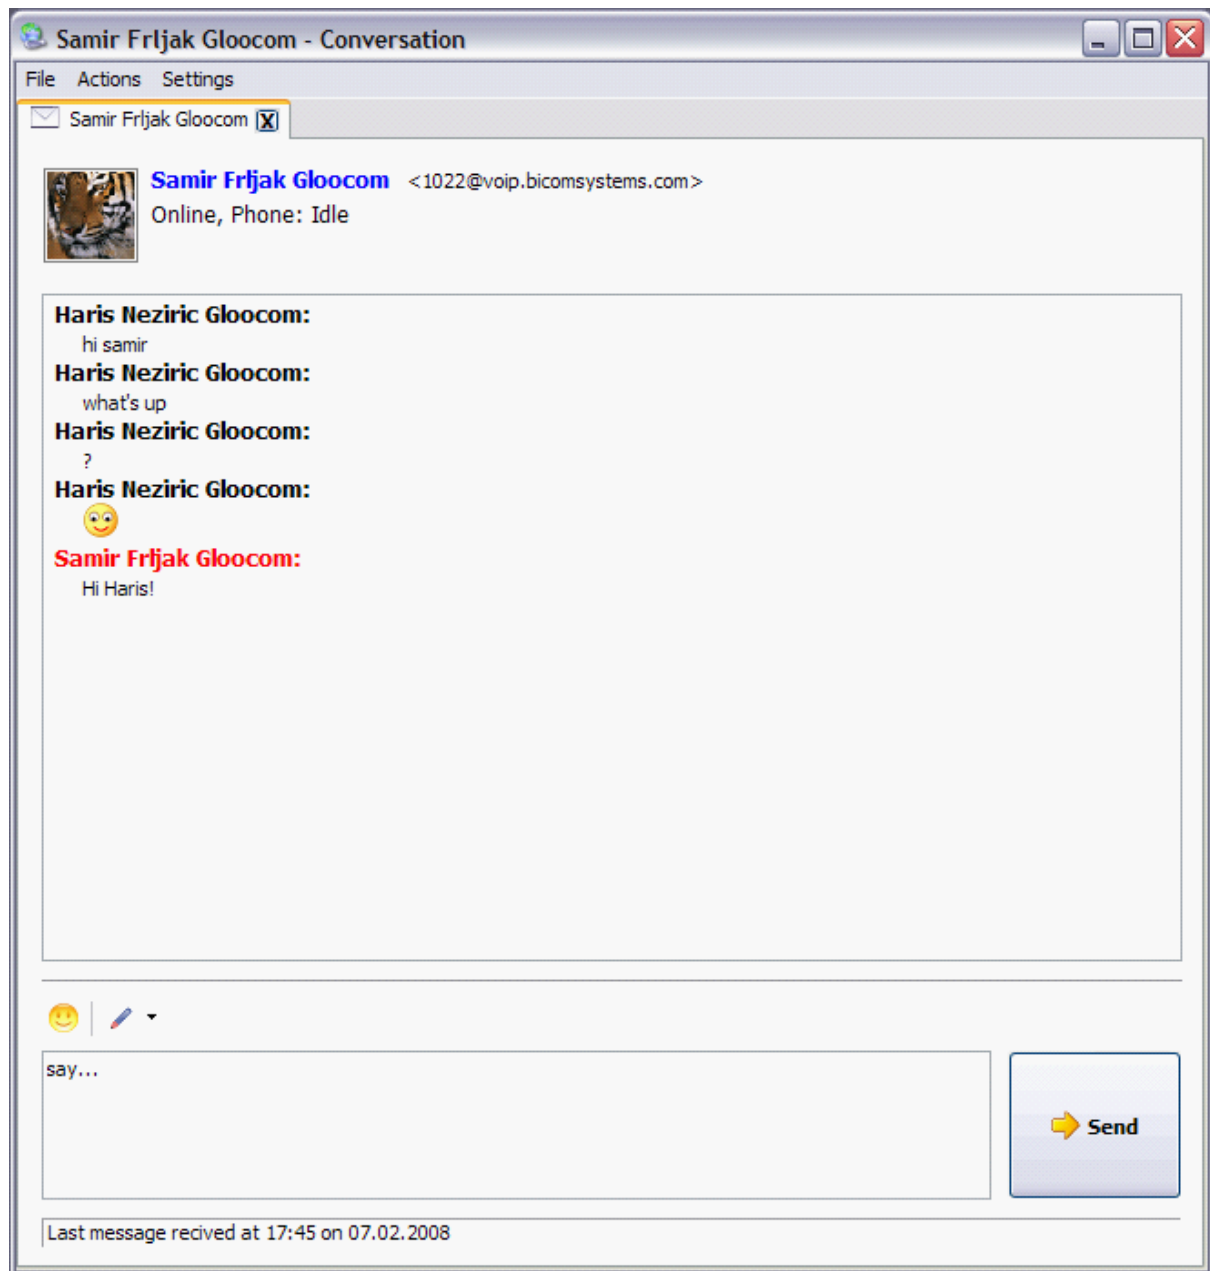 Samir Frljak Gloocom - Conversation
File Actions Settings
Samir Frljak Gloocom X
Samir Frljak Gloocom <1022@voip.bicomsystems.com>
Online, Phone: Idle
Haris Neziric Gloocom:
hi samir
Haris Neziric Gloocom:
what's up
Haris Neziric Gloocom:
?
Haris Neziric Gloocom:
Samir Frljak Gloocom:
Hi Haris!
say...
Send
Last message recived at 17:45 on 07.02.2008